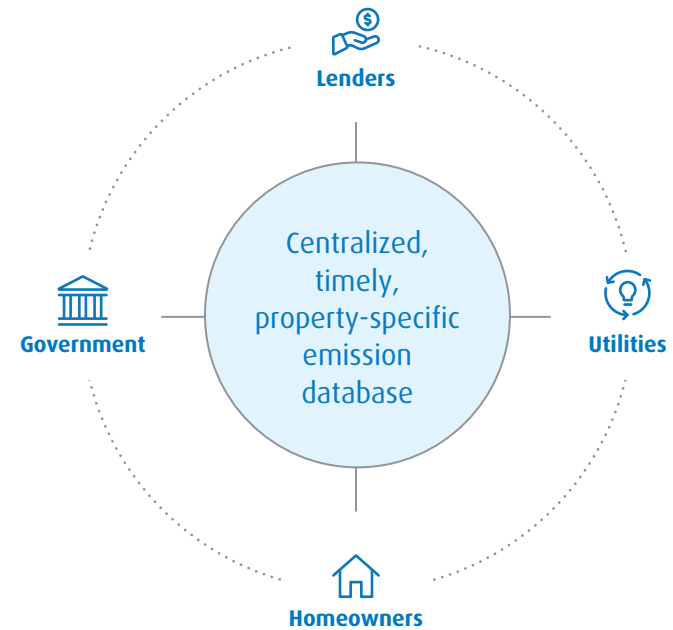 $
Lenders
Centralized,
timely,
property-specific
emission
database
Government
Utilities
Homeowners